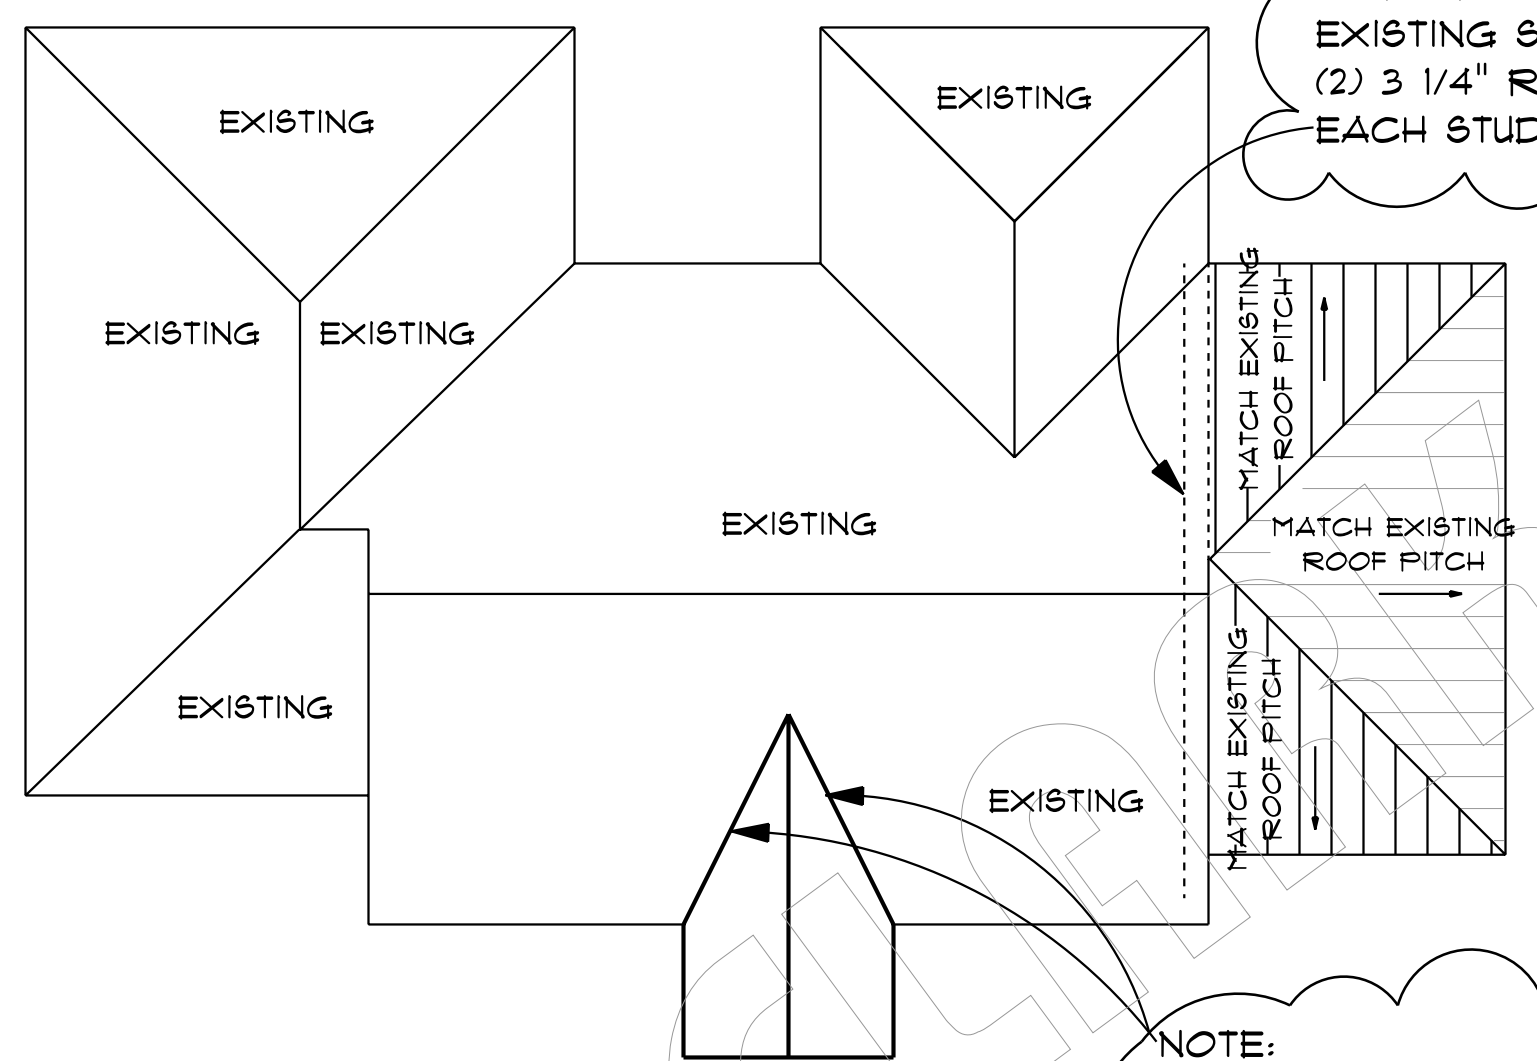 EXISTING S
(2) 3 1/4" R
EACH STUD
EXISTING
EXISTING
EXISTING
EXISTING
MATCH EXISTING
ROOF PITCH
EXISTING
MATCH EXISTING
ROOF PITCH
EXISTING
MATCH EXISTING
ROOF PITCH
EXISTING
NOTE: